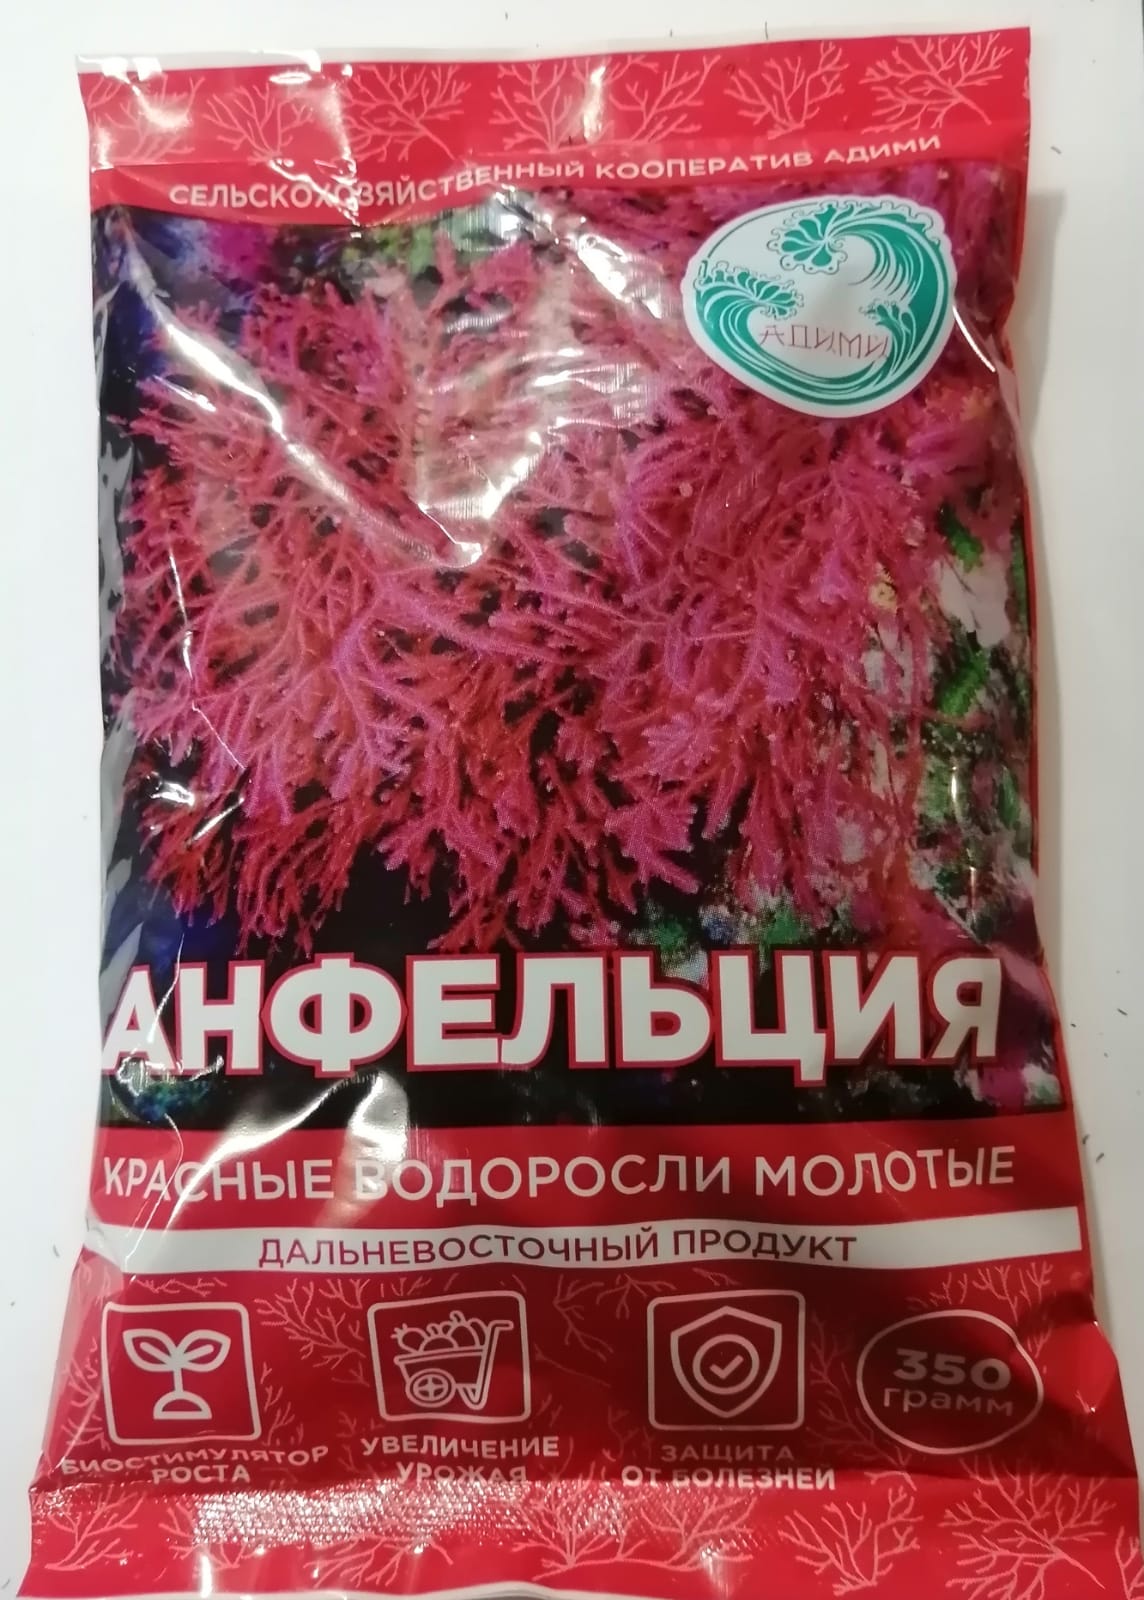 СЕЛЬСКОХОЗЯЙСТВЕННЫЙ КООПЕРАТИВ АДИМИ
АДИМИ
АНФЕЛЬЦИЯ
КРАСНЫЕ ВОДОРОСЛИ МОЛОТЫЕ
ДАЛЬНЕВОСТОЧНЫЙ ПРОДУКТ
БИОСТИМУЛЯТОР
РОСТА
УВЕЛИЧЕНИЕ
УРОЖАЯ
ЗАЩИТА
ОТ БОЛЕЗНЕЙ
350
грамм